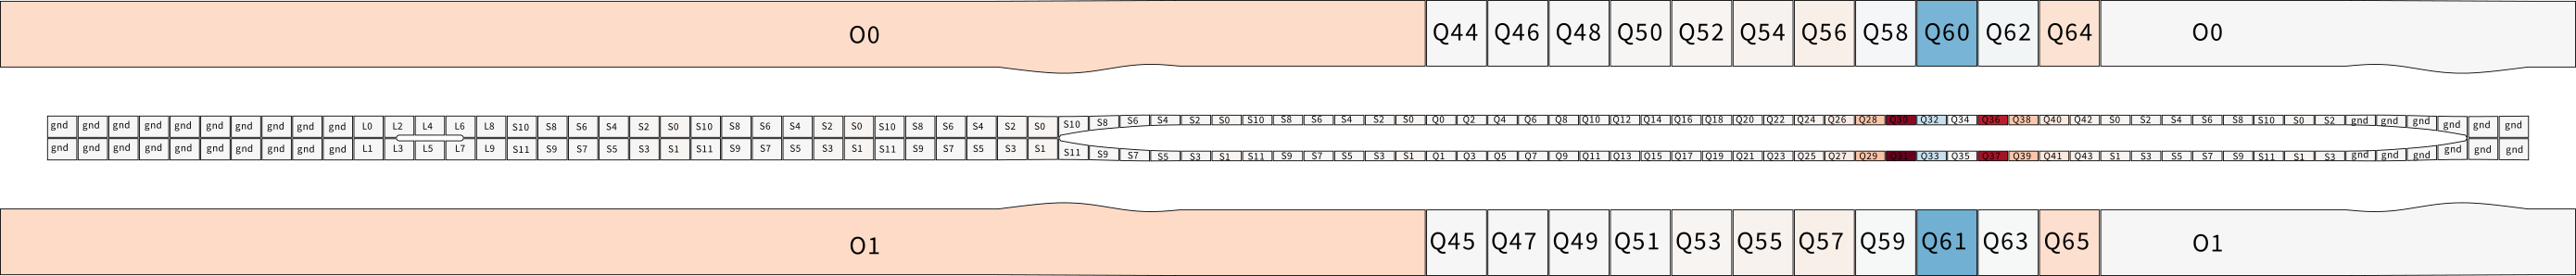 O0 Q44 Q46 Q48 Q50 Q52 Q54 Q56 Q58 Q60 Q62 Q64 O0
gnd gnd gnd gnd gnd gnd gnd gnd gnd gnd L0 L2 L4 L6 L8 S10 S8 S6 S4 S2 S0 S10 S8 S6 S4 S2 S0 S10 S8 S6 S4 S2 S0 S10 S8 S6 S4 S2 S0 S10 S8 S6 S4 S2 S0 Q0 Q2 Q4 Q6 Q8 Q10 Q12 Q14 Q16 Q18 Q20 Q22 Q24 Q26 Q28 Q30 Q32 Q34 Q36 Q38 Q40 Q42 S0 S2 S4 S6 S8 S10 S0 S2 gnd gnd gnd gnd gnd gnd
gnd gnd gnd gnd gnd gnd gnd gnd gnd gnd L1 L3 L5 L7 L9 S11 S9 S7 S5 S3 S1 S11 S9 S7 S5 S3 S1 S11 S9 S7 S5 S3 S1 S11 S9 S7 S5 S3 S1 S11 S9 S7 S5 S3 S1 Q1 Q3 Q5 Q7 Q9 Q11 Q13 Q15 Q17 Q19 Q21 Q23 Q25 Q27 Q29 Q31 Q33 Q35 Q37 Q39 Q41 Q43 S1 S3 S5 S7 S9 S11 S1 S3 gnd gnd gnd gnd gnd gnd
O1 Q45 Q47 Q49 Q51 Q53 Q55 Q57 Q59 Q61 Q63 Q65 O1